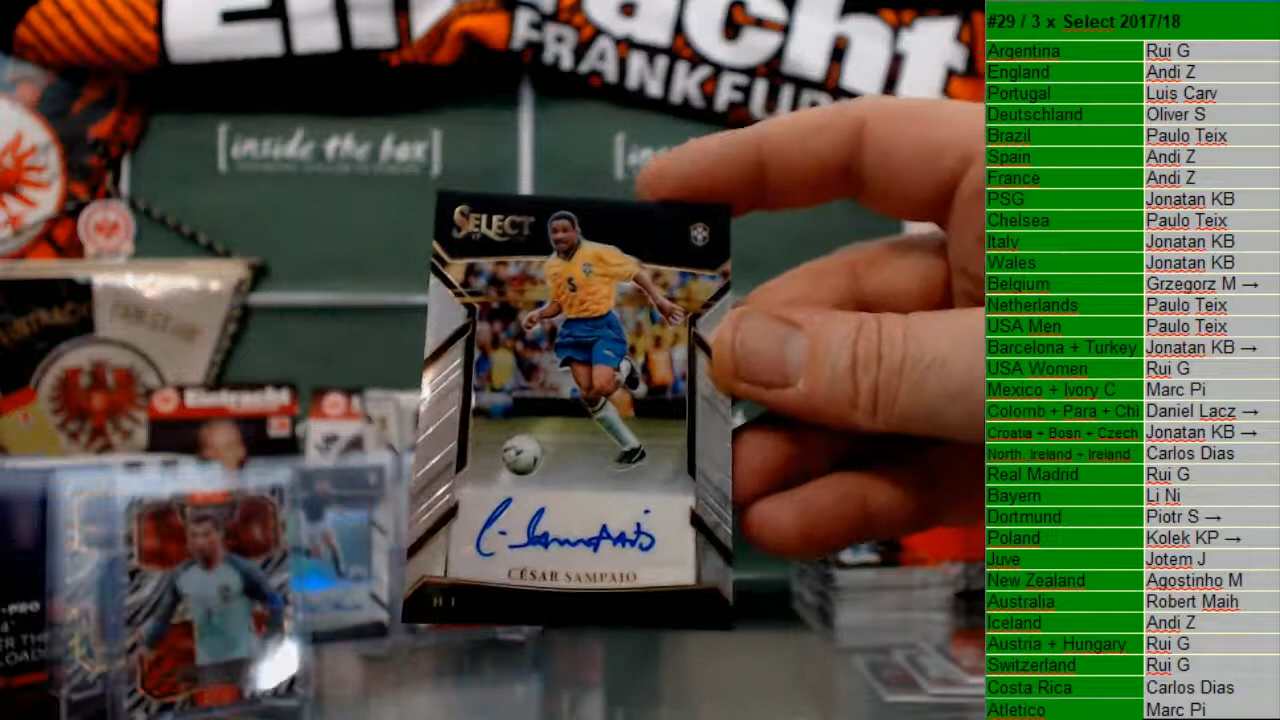 Eintracht
FRANKFURT
[inside the box]
SELECT
Eintracht
CÉSAR SAMPAIO
#29 / 3 x Select 2017/18
Argentina Rui G
England Andi Z
Portugal Luis Carv
Deutschland Oliver S
Brazil Paulo Teix
Spain Andi Z
France Andi Z
PSG Jonatan KB
Chelsea Paulo Teix
Italy Jonatan KB
Wales Jonatan KB
Belgium Grzegorz M →
Netherlands Paulo Teix
USA Men Paulo Teix
Barcelona + Turkey Jonatan KB →
USA Women Rui G
Mexico + Ivory C Marc Pi
Colomb + Para + Chi Daniel Lacz →
Croatia + Bosn + Czech Jonatan KB →
North. Ireland + Ireland Carlos Dias
Real Madrid Rui G
Bayern Li Ni
Dortmund Piotr S →
Poland Kolek KP →
Juve Jotem J
New Zealand Agostinho M
Australia Robert Maih
Iceland Andi Z
Austria + Hungary Rui G
Switzerland Rui G
Costa Rica Carlos Dias
Atletico Marc Pi